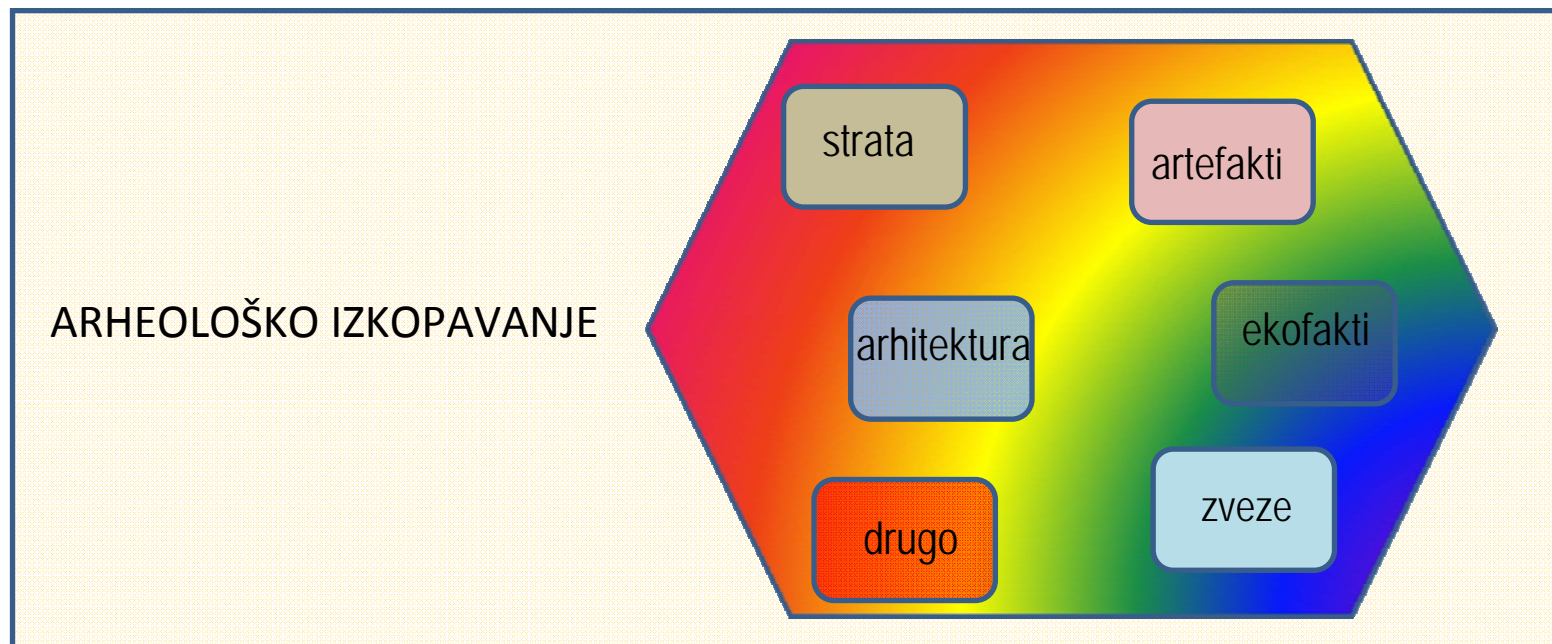 ARHEOLOŠKO IZKOPAVANJE
strata
artefakti
arhitektura
ekofakti
drugo
zveze